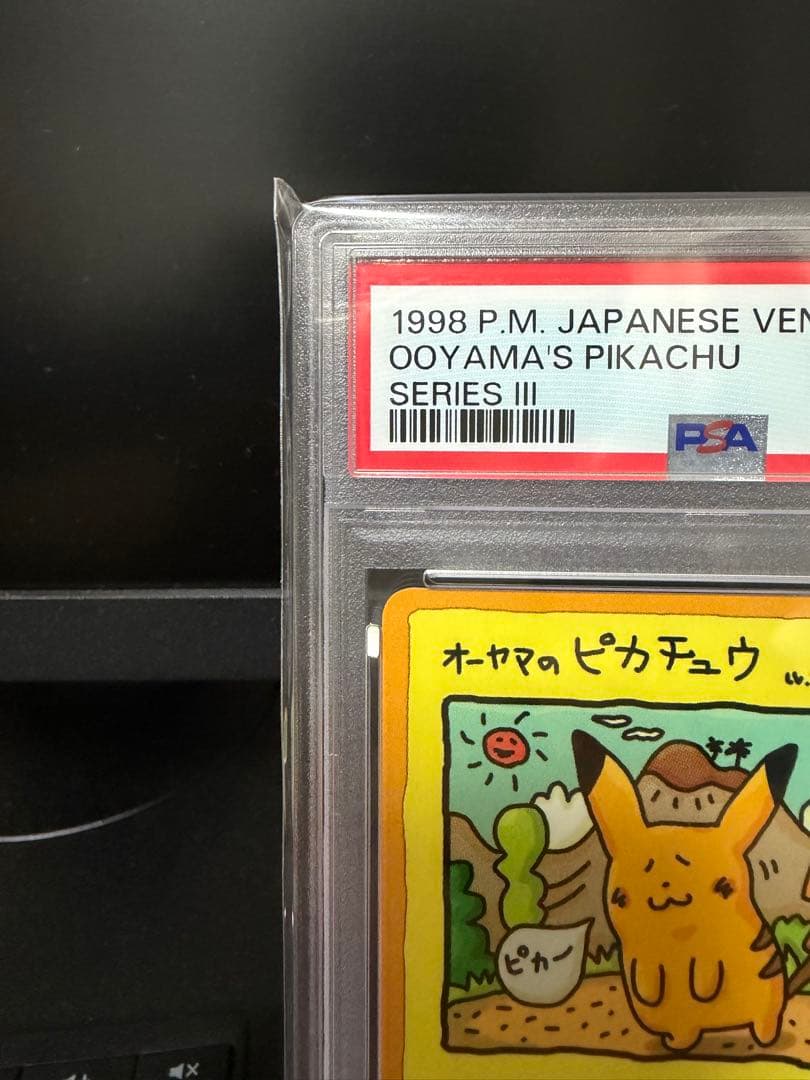 1998 P.M. JAPANESE VEN
OOYAMA'S PIKACHU
SERIES III
PSA
オーヤマのピカチュウ
ピカー